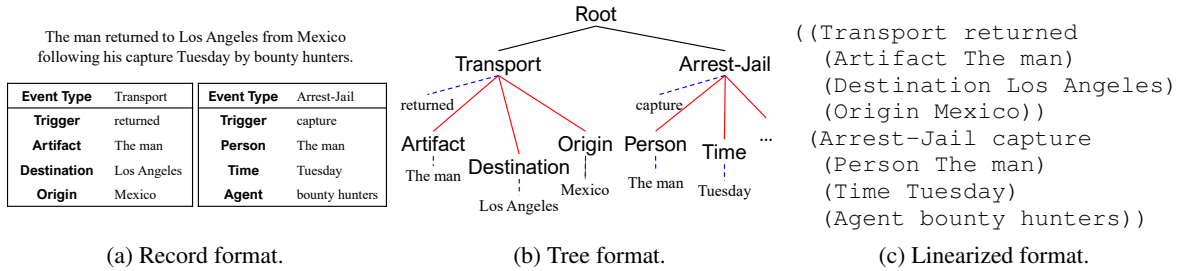 The man returned to Los Angeles from Mexico
following his capture Tuesday by bounty hunters.
Event Type Transport
Trigger returned
Artifact The man
Destination Los Angeles
Origin Mexico
Event Type Arrest-Jail
Trigger capture
Person The man
Time Tuesday
Agent bounty hunters
(a) Record format.
Root
Transport Arrest-Jail
returned capture
Artifact Destination Origin Person Time ...
The man Los Angeles Mexico The man Tuesday
(b) Tree format.
((Transport returned
(Artifact The man)
(Destination Los Angeles)
(Origin Mexico))
(Arrest-Jail capture
(Person The man)
(Time Tuesday)
(Agent bounty hunters))
(c) Linearized format.